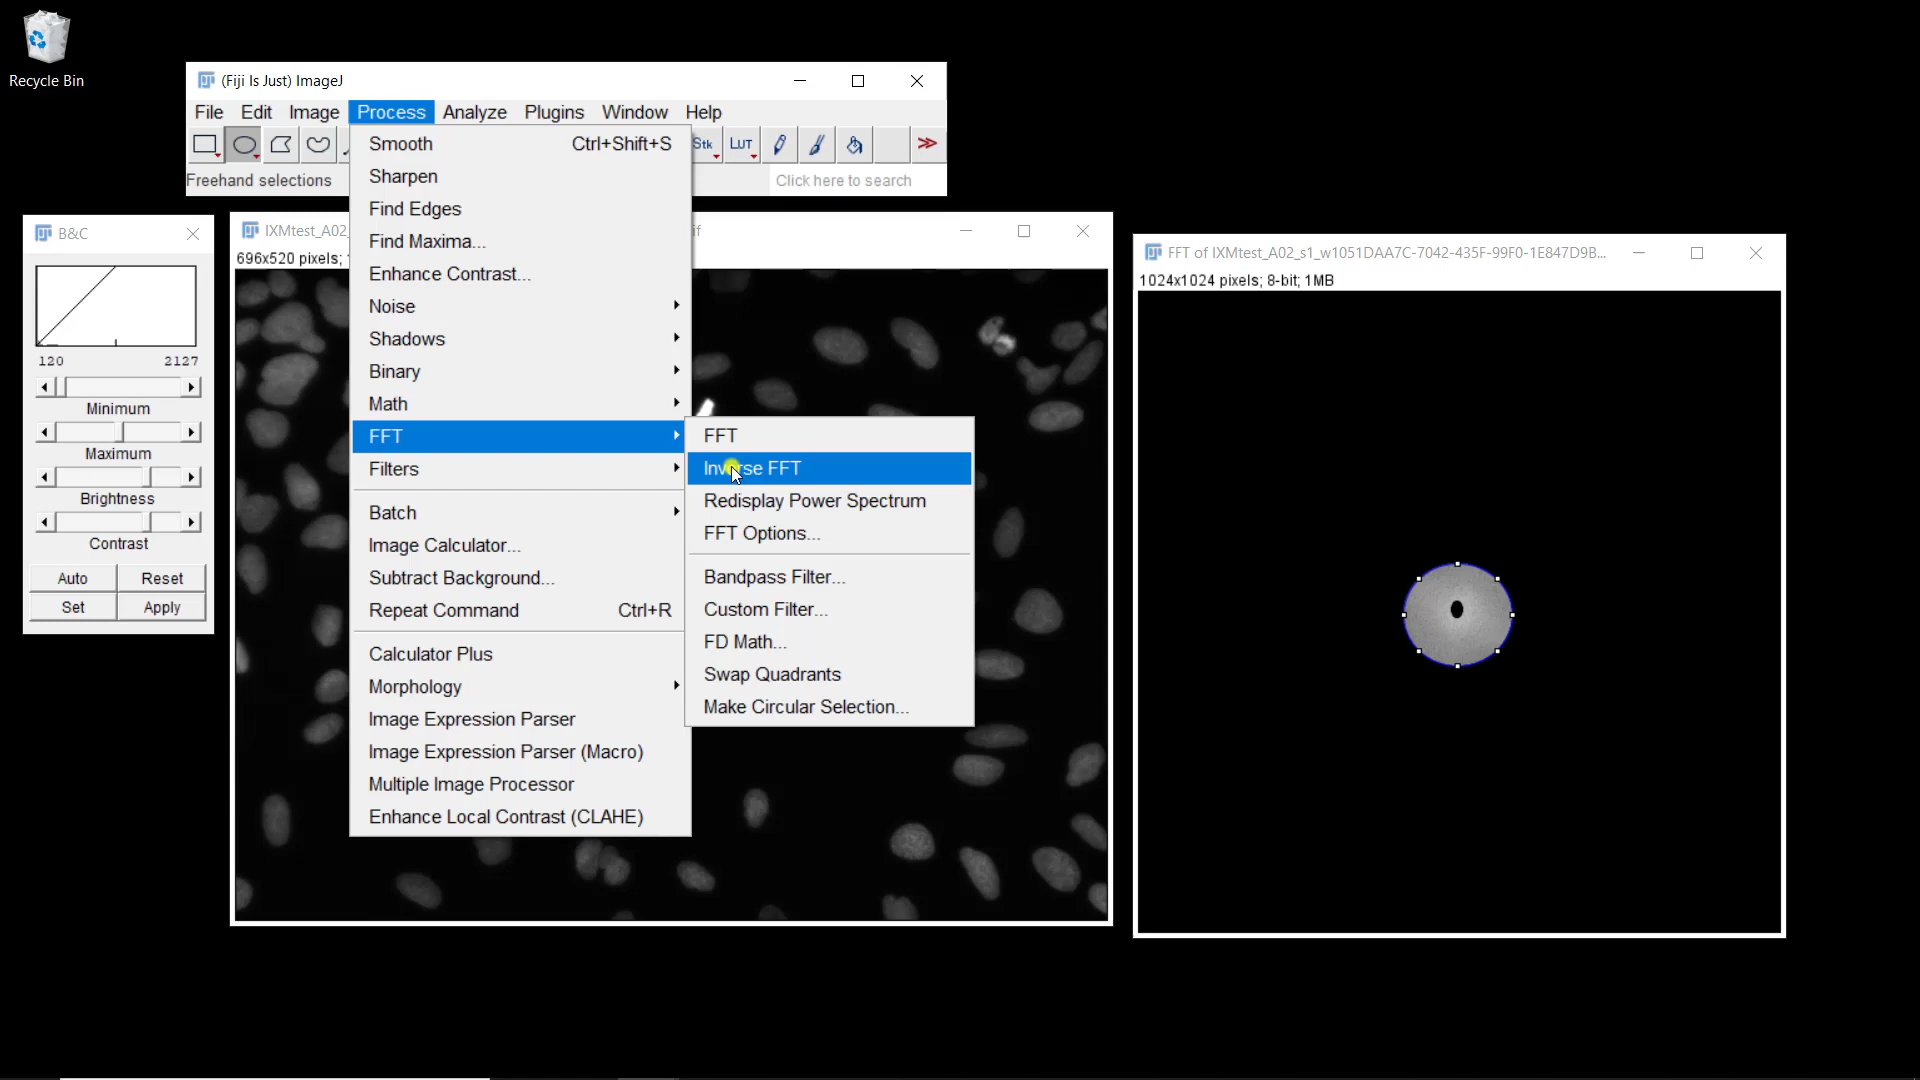 Recycle Bin
(Fiji Is Just) ImageJ
File Edit Image Process Analyze Plugins Window Help
Stk LUT
Freehand selections
Click here to search
Smooth Ctrl+Shift+S
Sharpen
Find Edges
Find Maxima...
Enhance Contrast...
Noise
Shadows
Binary
Math
FFT
Filters
Batch
Image Calculator...
Subtract Background...
Repeat Command Ctrl+R
Calculator Plus
Morphology
Image Expression Parser
Image Expression Parser (Macro)
Multiple Image Processor
Enhance Local Contrast (CLAHE)
FFT
Inverse FFT
Redisplay Power Spectrum
FFT Options...
Bandpass Filter...
Custom Filter...
FD Math...
Swap Quadrants
Make Circular Selection...
B&C
120 2127
Minimum
Maximum
Brightness
Contrast
Auto Reset
Set Apply
IXMtest_A02_
696x520 pixels;
FFT of IXMtest_A02_s1_w1051DAA7C-7042-435F-99F0-1E847D9B...
1024x1024 pixels; 8-bit; 1MB